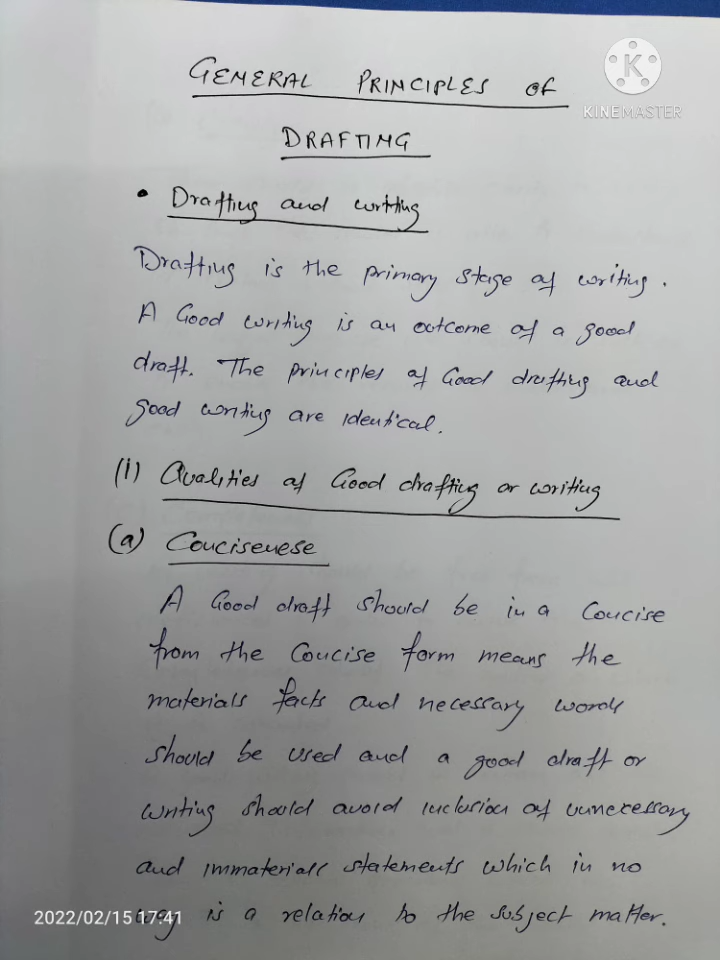 GENERAL PRINCIPLES OF
K
KINEMASTER
DRAFTING
• Drafting and writing
Drafting is the primary stage of writing.
A Good writing is an outcome of a good
draft. The principles of Good drafting and
good writing are identical.
(1) Qualities of Good drafting or writing
(a) Concisenese
A Good draft should be in a Concise
from the Concise form means the
materials facts and necessary words
should be used and a good draft or
writing should avoid inclusion of unnecessary
and immaterials statements which in no
way is a relation to the subject matter.
2022/02/15 17:41